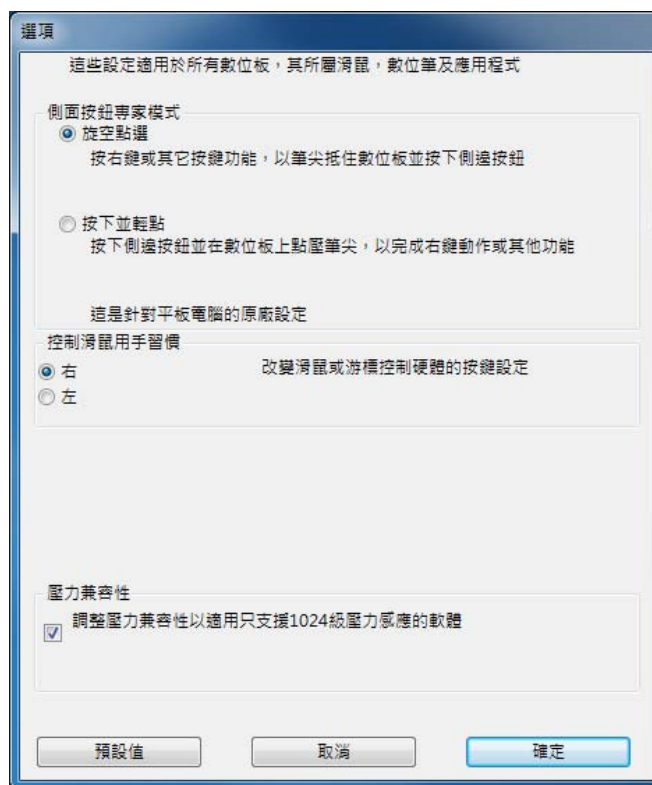 選項
這些設定適用於所有數位板，其所屬滑鼠，數位筆及應用程式
側面按鈕專家模式
旋空點選
按右鍵或其它按鍵功能，以筆尖抵住數位板並按下側邊按鈕
按下並輕點
按下側邊按鈕並在數位板上點壓筆尖，以完成右鍵動作或其他功能
這是針對平板電腦的原廠設定
控制滑鼠用手習慣
右
改變滑鼠或游標控制硬體的按鍵設定
左
壓力兼容性
調整壓力兼容性以適用只支援1024級壓力感應的軟體
預設值
取消
確定